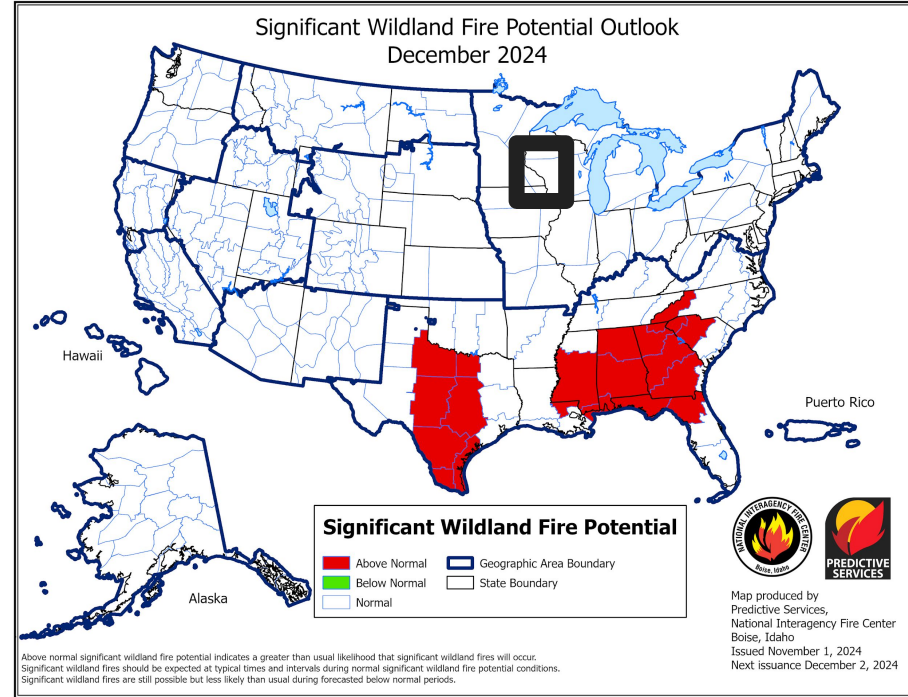 Significant Wildland Fire Potential Outlook
December 2024
Hawaii
Puerto Rico
Alaska
Significant Wildland Fire Potential
Above Normal
Below Normal
Normal
Geographic Area Boundary
State Boundary
NATIONAL INTERAGENCY FIRE CENTER
Boise, Idaho
PREDICTIVE
SERVICES
Map produced by
Predictive Services,
National Interagency Fire Center
Boise, Idaho
Issued November 1, 2024
Next issuance December 2, 2024
Above normal significant wildland fire potential indicates a greater than usual likelihood that significant wildland fires will occur.
Significant wildland fires should be expected at typical times and intervals during normal significant wildland fire potential conditions.
Significant wildland fires are still possible but less likely than usual during forecasted below normal periods.